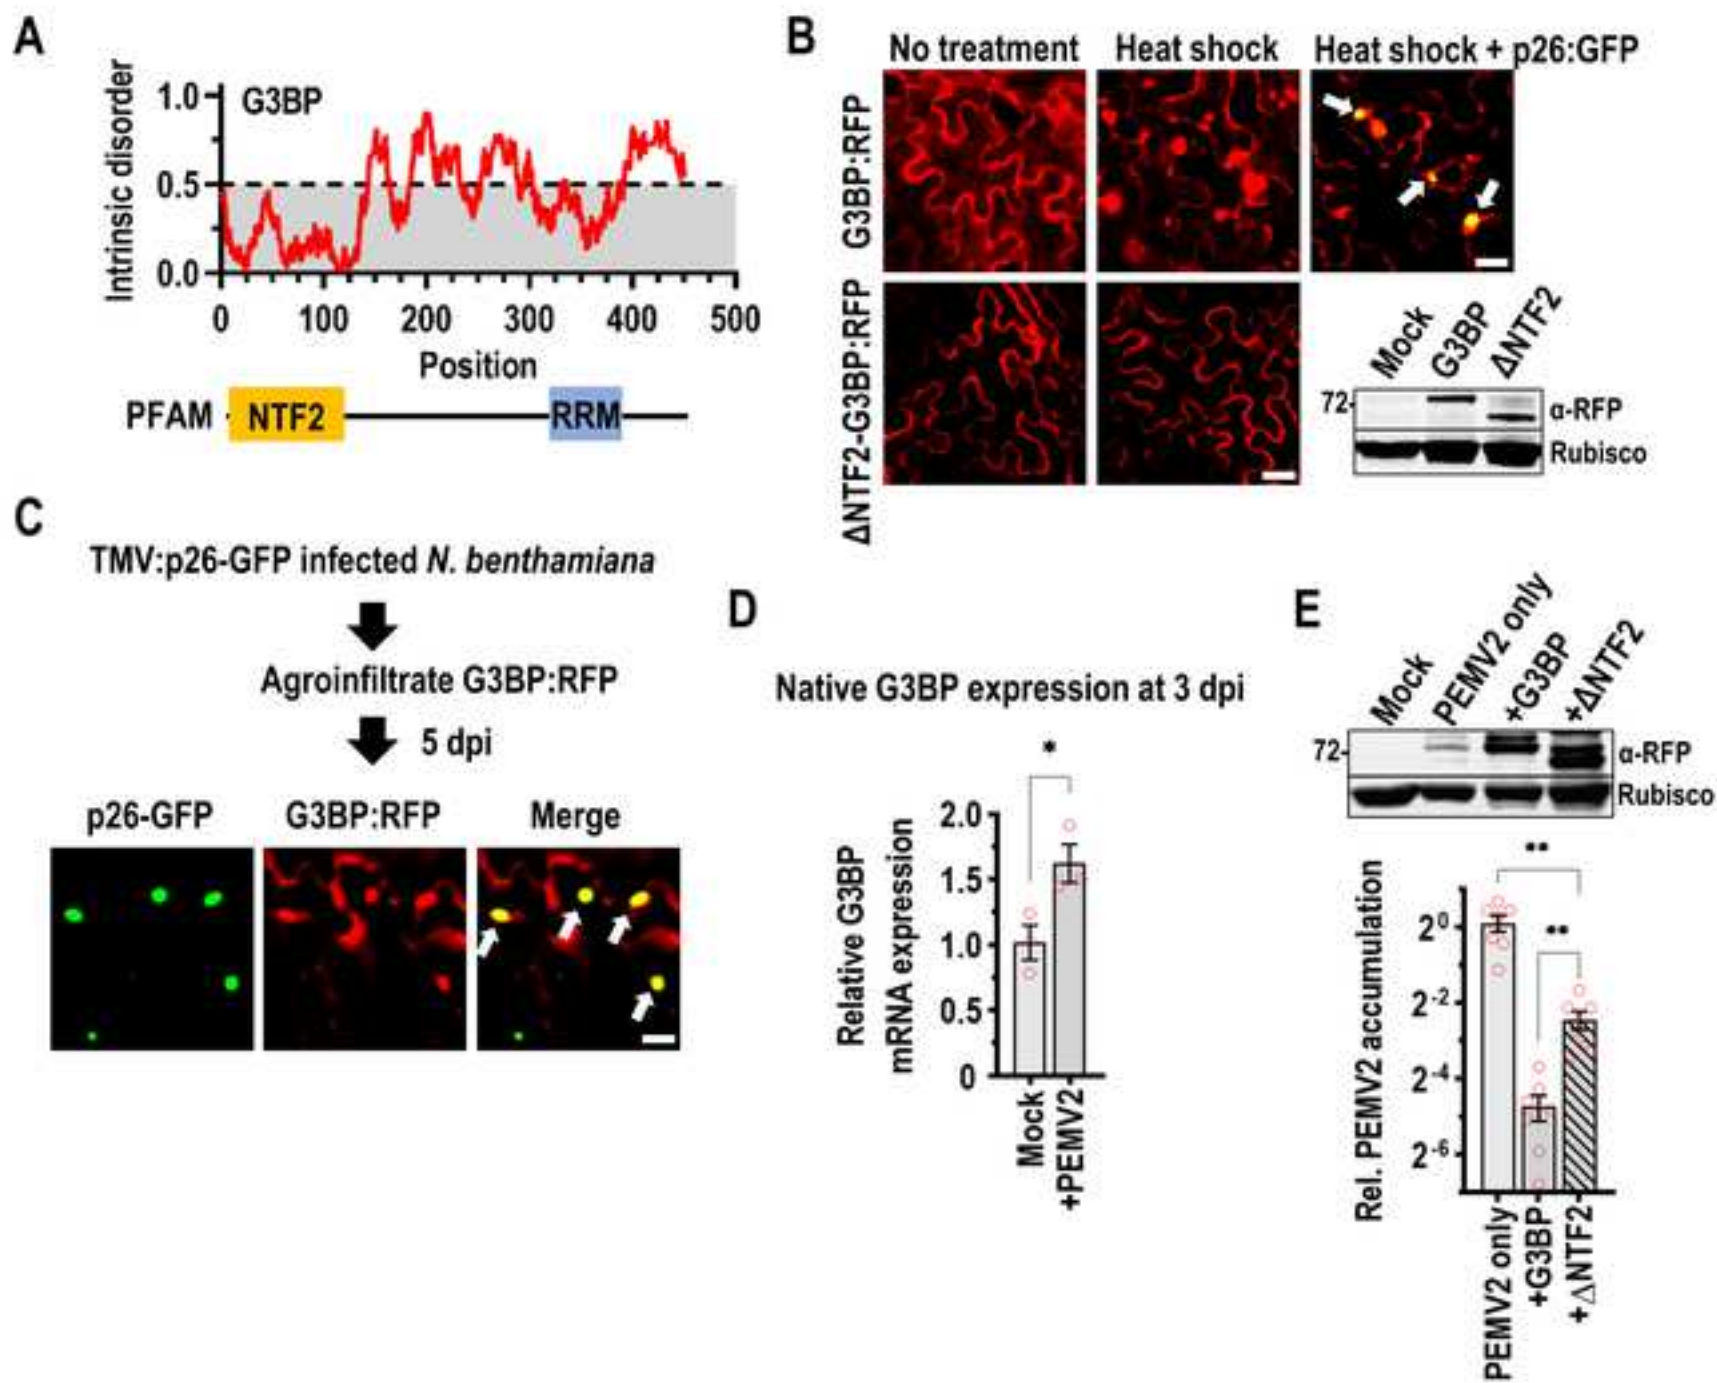 A
Intrinsic disorder
1.0
0.5
0.0
G3BP
0 100 200 300 400 500
Position
PFAM NTF2 RRM
B
No treatment Heat shock Heat shock + p26:GFP
G3BP:RFP
ΔNTF2-G3BP:RFP
Mock G3BP ΔNTF2
72- α-RFP
Rubisco
C
TMV:p26-GFP infected N. benthamiana
Agroinfiltrate G3BP:RFP
5 dpi
p26-GFP G3BP:RFP Merge
D
Native G3BP expression at 3 dpi
*
Relative G3BP
mRNA expression
2.0
1.5
1.0
0.5
0
Mock
+PEMV2
E
Mock PEMV2 only +G3BP +ΔNTF2
72- α-RFP
Rubisco
**
**
Rel. PEMV2 accumulation
2^0
2^-2
2^-4
2^-6
PEMV2 only
+G3BP
+ΔNTF2